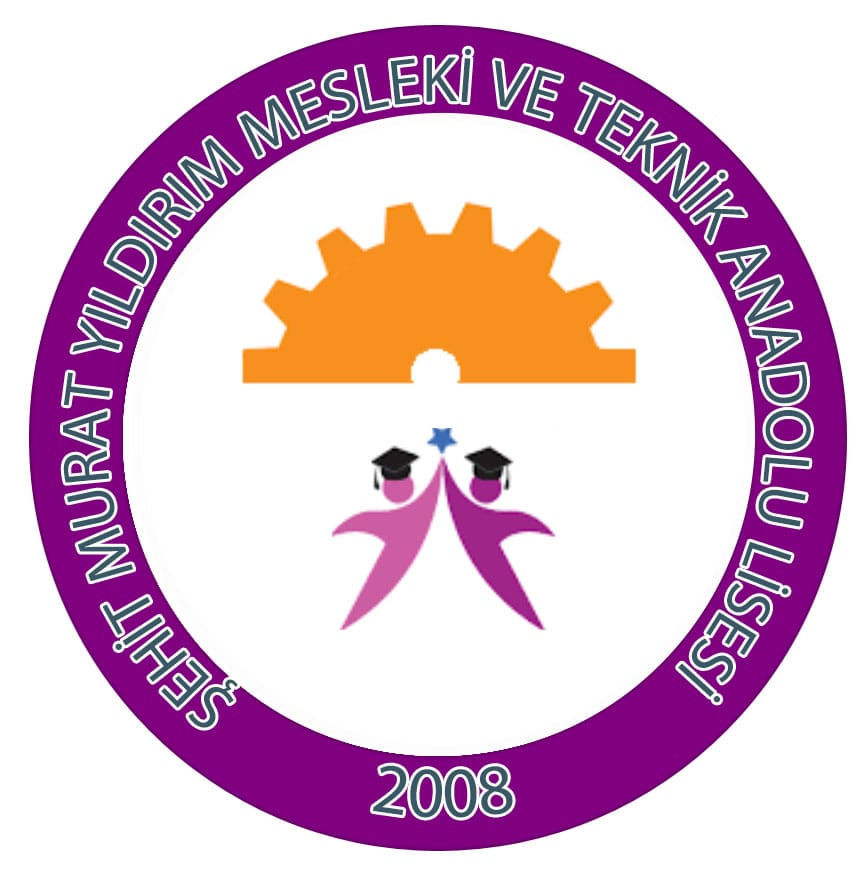 ŞEHİT MURAT YILDIRIM MESLEKİ VE TEKNİK ANADOLU LİSESİ
2008